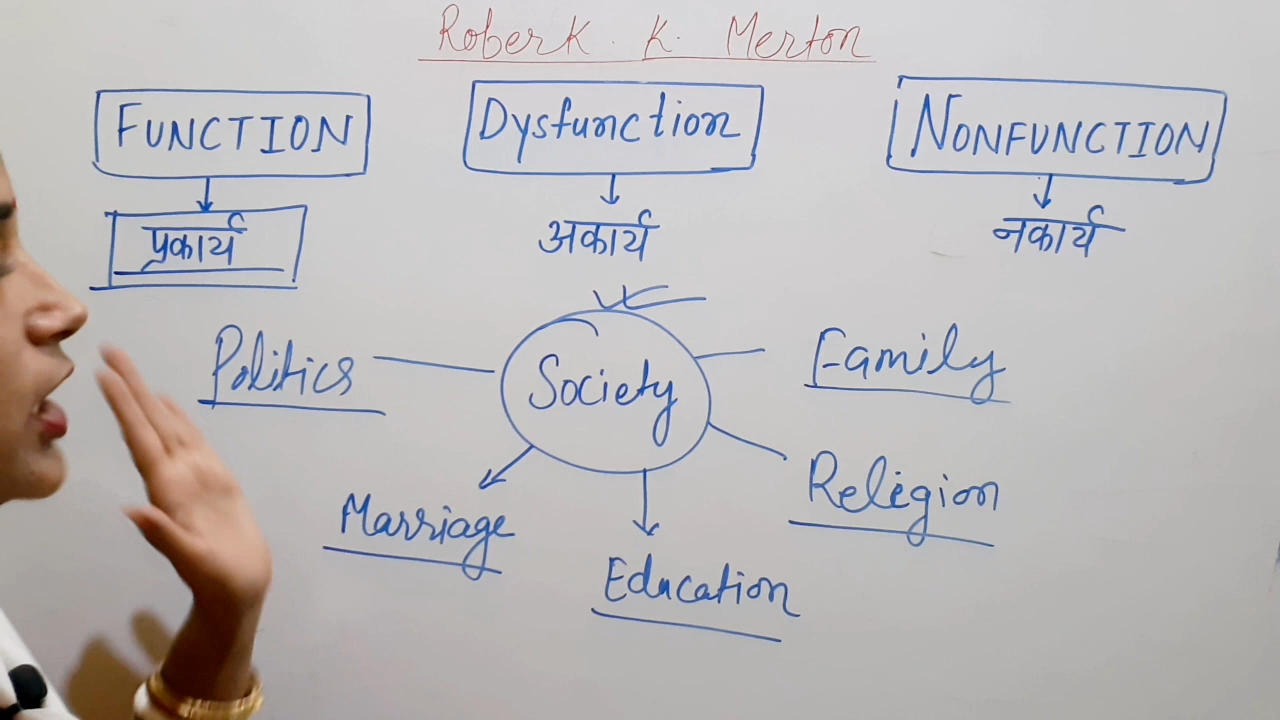 Roberk. K. Merton
FUNCTION
Dysfunction
NONFUNCTION
प्रकार्य
अकार्य
नकार्य
Politics
Society
Family
Marriage
Religion
Education